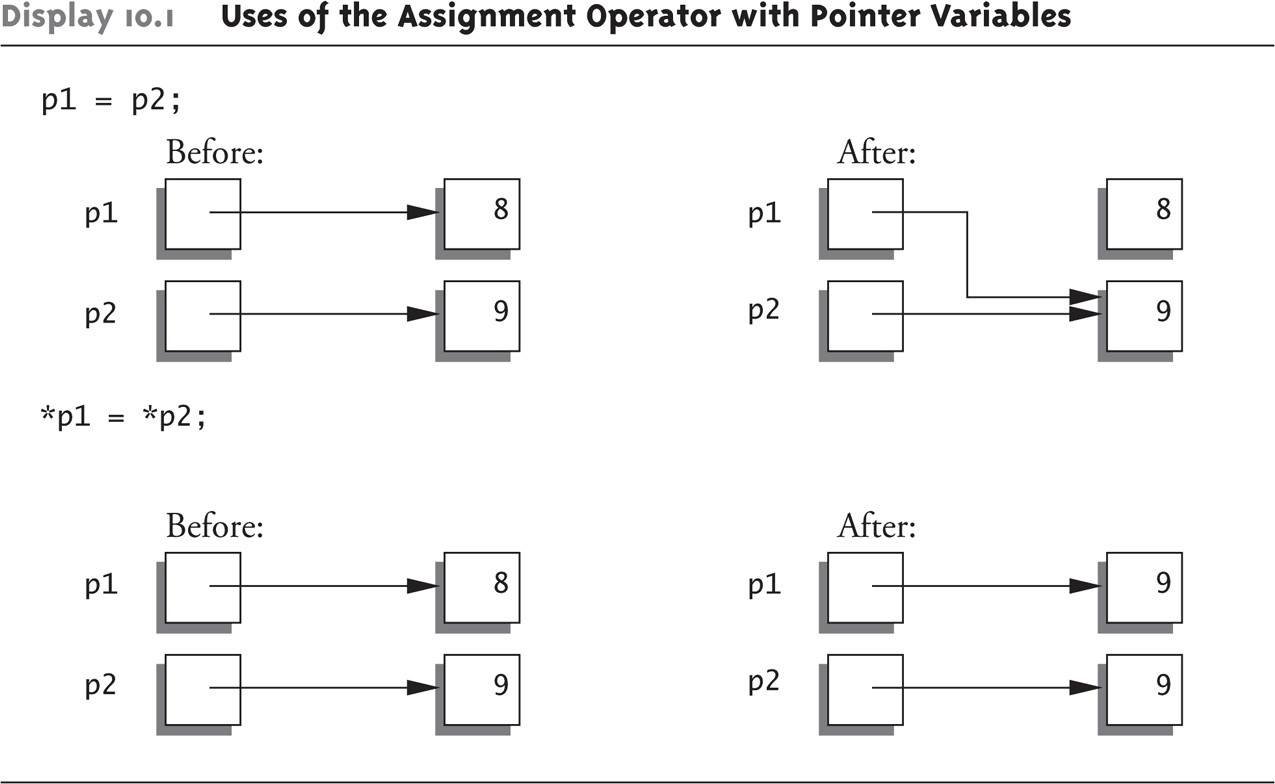 Display 10.1 Uses of the Assignment Operator with Pointer Variables
p1 = p2;
Before: After:
p1 8 p1 8
p2 9 p2 9
*p1 = *p2;
Before: After:
p1 8 p1 9
p2 9 p2 9